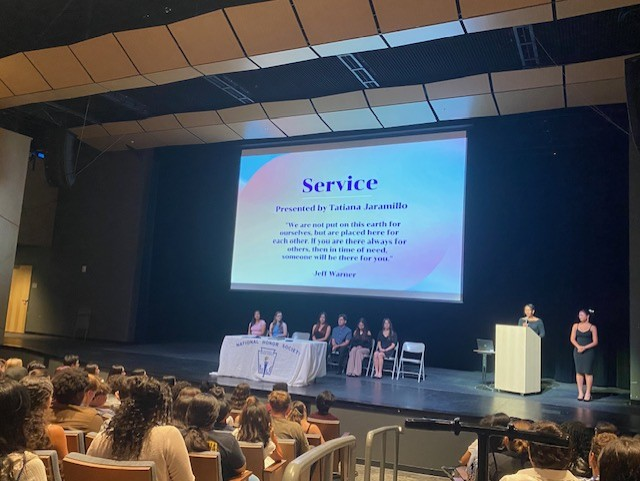 Service
Presented by Tatiana Jaramillo
"We are not put on this earth for
ourselves, but are placed here for
each other. If you are there always for
others, then in time of need,
someone will be there for you."
Jeff Warner
NATIONAL HONOR SOCIETY